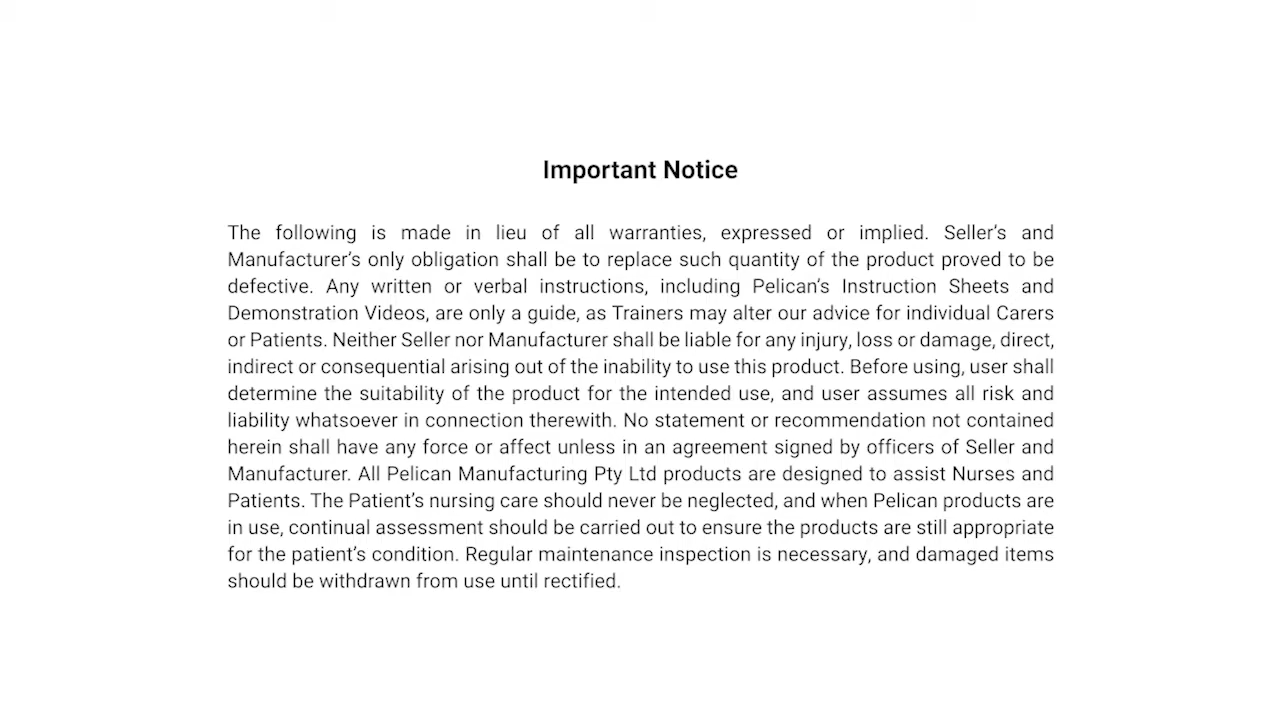 Important Notice
The following is made in lieu of all warranties, expressed or implied. Seller’s and
Manufacturer’s only obligation shall be to replace such quantity of the product proved to be
defective. Any written or verbal instructions, including Pelican’s Instruction Sheets and
Demonstration Videos, are only a guide, as Trainers may alter our advice for individual Carers
or Patients. Neither Seller nor Manufacturer shall be liable for any injury, loss or damage, direct,
indirect or consequential arising out of the inability to use this product. Before using, user shall
determine the suitability of the product for the intended use, and user assumes all risk and
liability whatsoever in connection therewith. No statement or recommendation not contained
herein shall have any force or affect unless in an agreement signed by officers of Seller and
Manufacturer. All Pelican Manufacturing Pty Ltd products are designed to assist Nurses and
Patients. The Patient’s nursing care should never be neglected, and when Pelican products are
in use, continual assessment should be carried out to ensure the products are still appropriate
for the patient’s condition. Regular maintenance inspection is necessary, and damaged items
should be withdrawn from use until rectified.